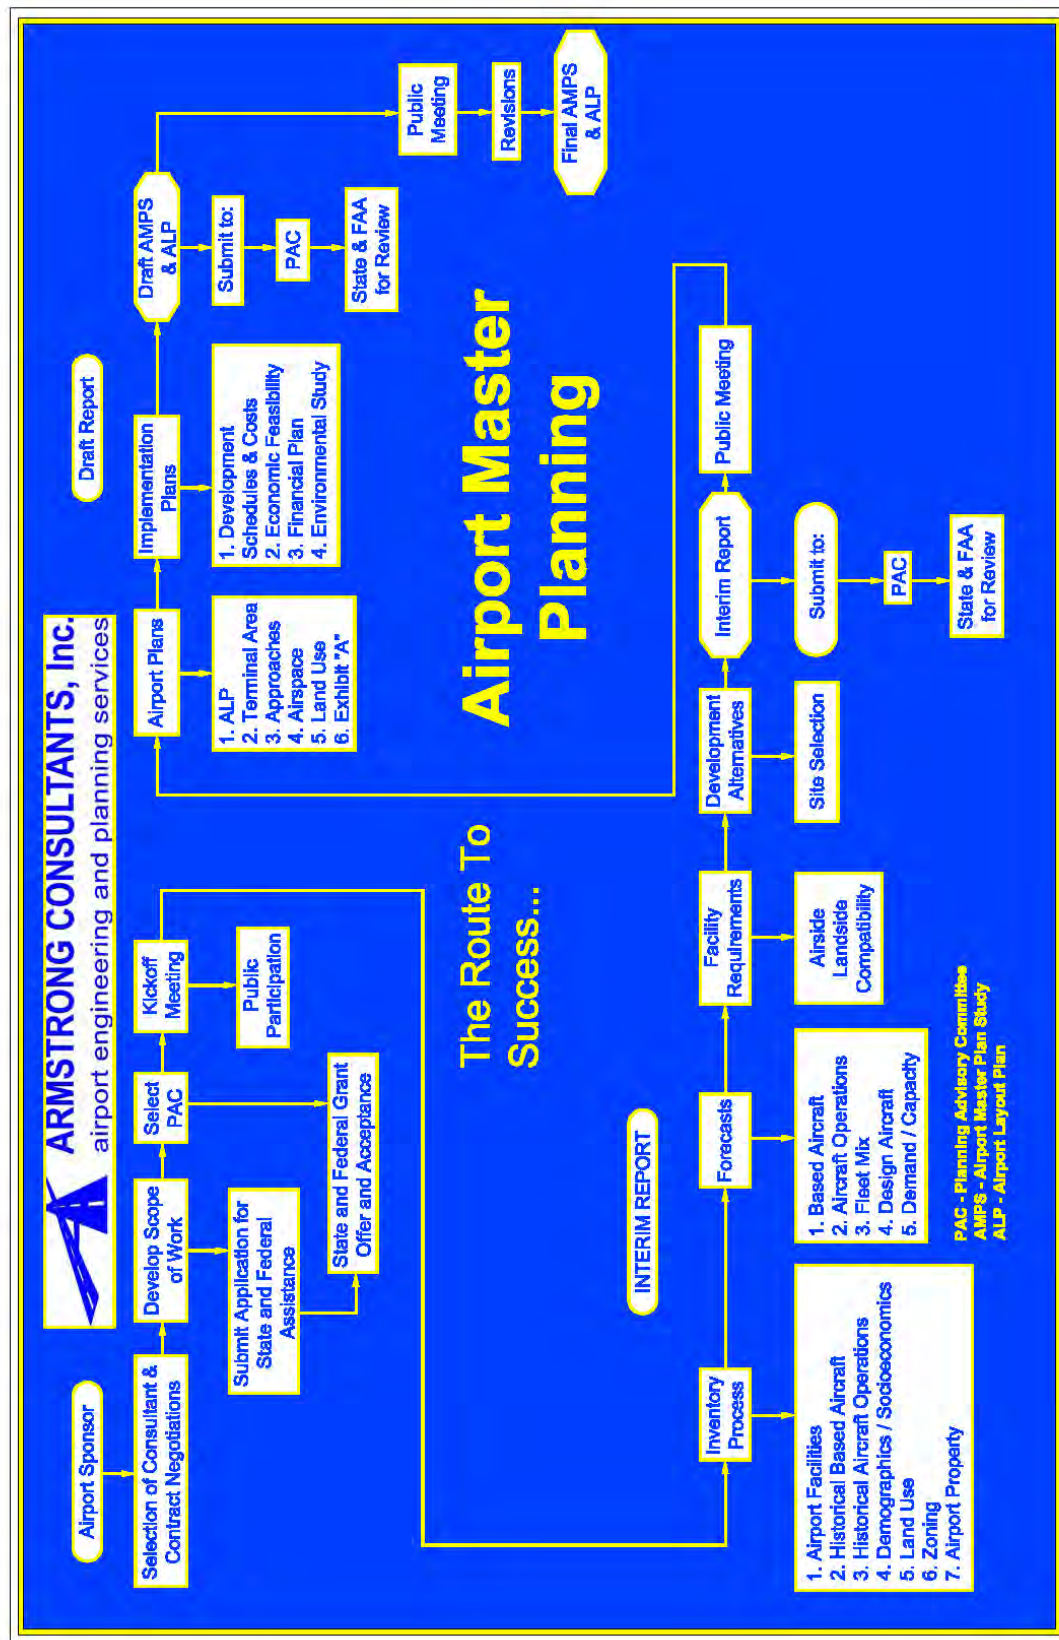 ARMSTRONG CONSULTANTS, Inc.
airport engineering and planning services
Airport Sponsor
Selection of Consultant &
Contract Negotiations
Develop Scope
of Work
Submit Application for
State and Federal
Assistance
Select
PAC
State and Federal Grant
Offer and Acceptance
Kickoff
Meeting
Public
Participation
Airport Plans
1. ALP
2. Terminal Area
3. Approaches
4. Airspace
5. Land Use
6. Exhibit "A"
Draft Report
Implementation
Plans
1. Development
Schedules & Costs
2. Economic Feasibility
3. Financial Plan
4. Environmental Study
Draft AMPS
& ALP
Submit to:
PAC
State & FAA
for Review
Public
Meeting
Revisions
Final AMPS
& ALP
The Route To
Success...
Airport Master
Planning
INTERIM REPORT
Inventory
Process
1. Airport Facilities
2. Historical Based Aircraft
3. Historical Aircraft Operations
4. Demographics / Socioeconomics
5. Land Use
6. Zoning
7. Airport Property
Forecasts
1. Based Aircraft
2. Aircraft Operations
3. Fleet Mix
4. Design Aircraft
5. Demand / Capacity
Facility
Requirements
Airside
Landside
Compatibility
Development
Alternatives
Site Selection
Interim Report
Submit to:
PAC
State & FAA
for Review
Public Meeting
PAC - Planning Advisory Committee
AMPS - Airport Master Plan Study
ALP - Airport Layout Plan